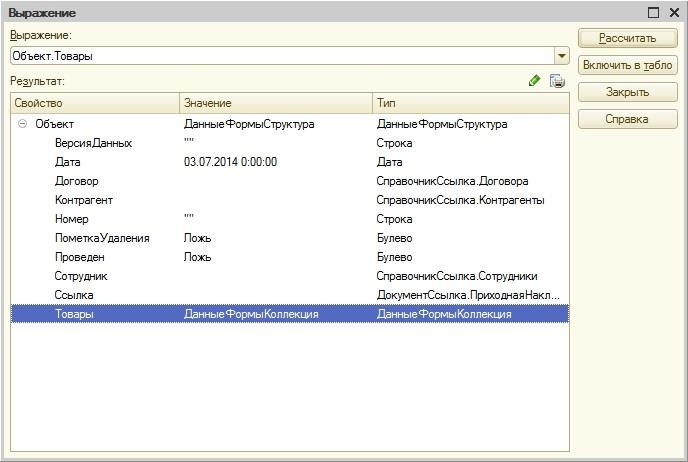 Выражение
Выражение:
Объект.Товары
Рассчитать
Включить в табло
Результат:
Закрыть
Справка
Свойство Значение Тип
Объект ДанныеФормыСтруктура ДанныеФормыСтруктура
ВерсияДанных "" Строка
Дата 03.07.2014 0:00:00 Дата
Договор СправочникСсылка.Договора
Контрагент СправочникСсылка.Контрагенты
Номер "" Строка
ПометкаУдаления Ложь Булево
Проведен Ложь Булево
Сотрудник СправочникСсылка.Сотрудники
Ссылка ДокументСсылка.ПриходнаяНакл...
Товары ДанныеФормыКоллекция ДанныеФормыКоллекция